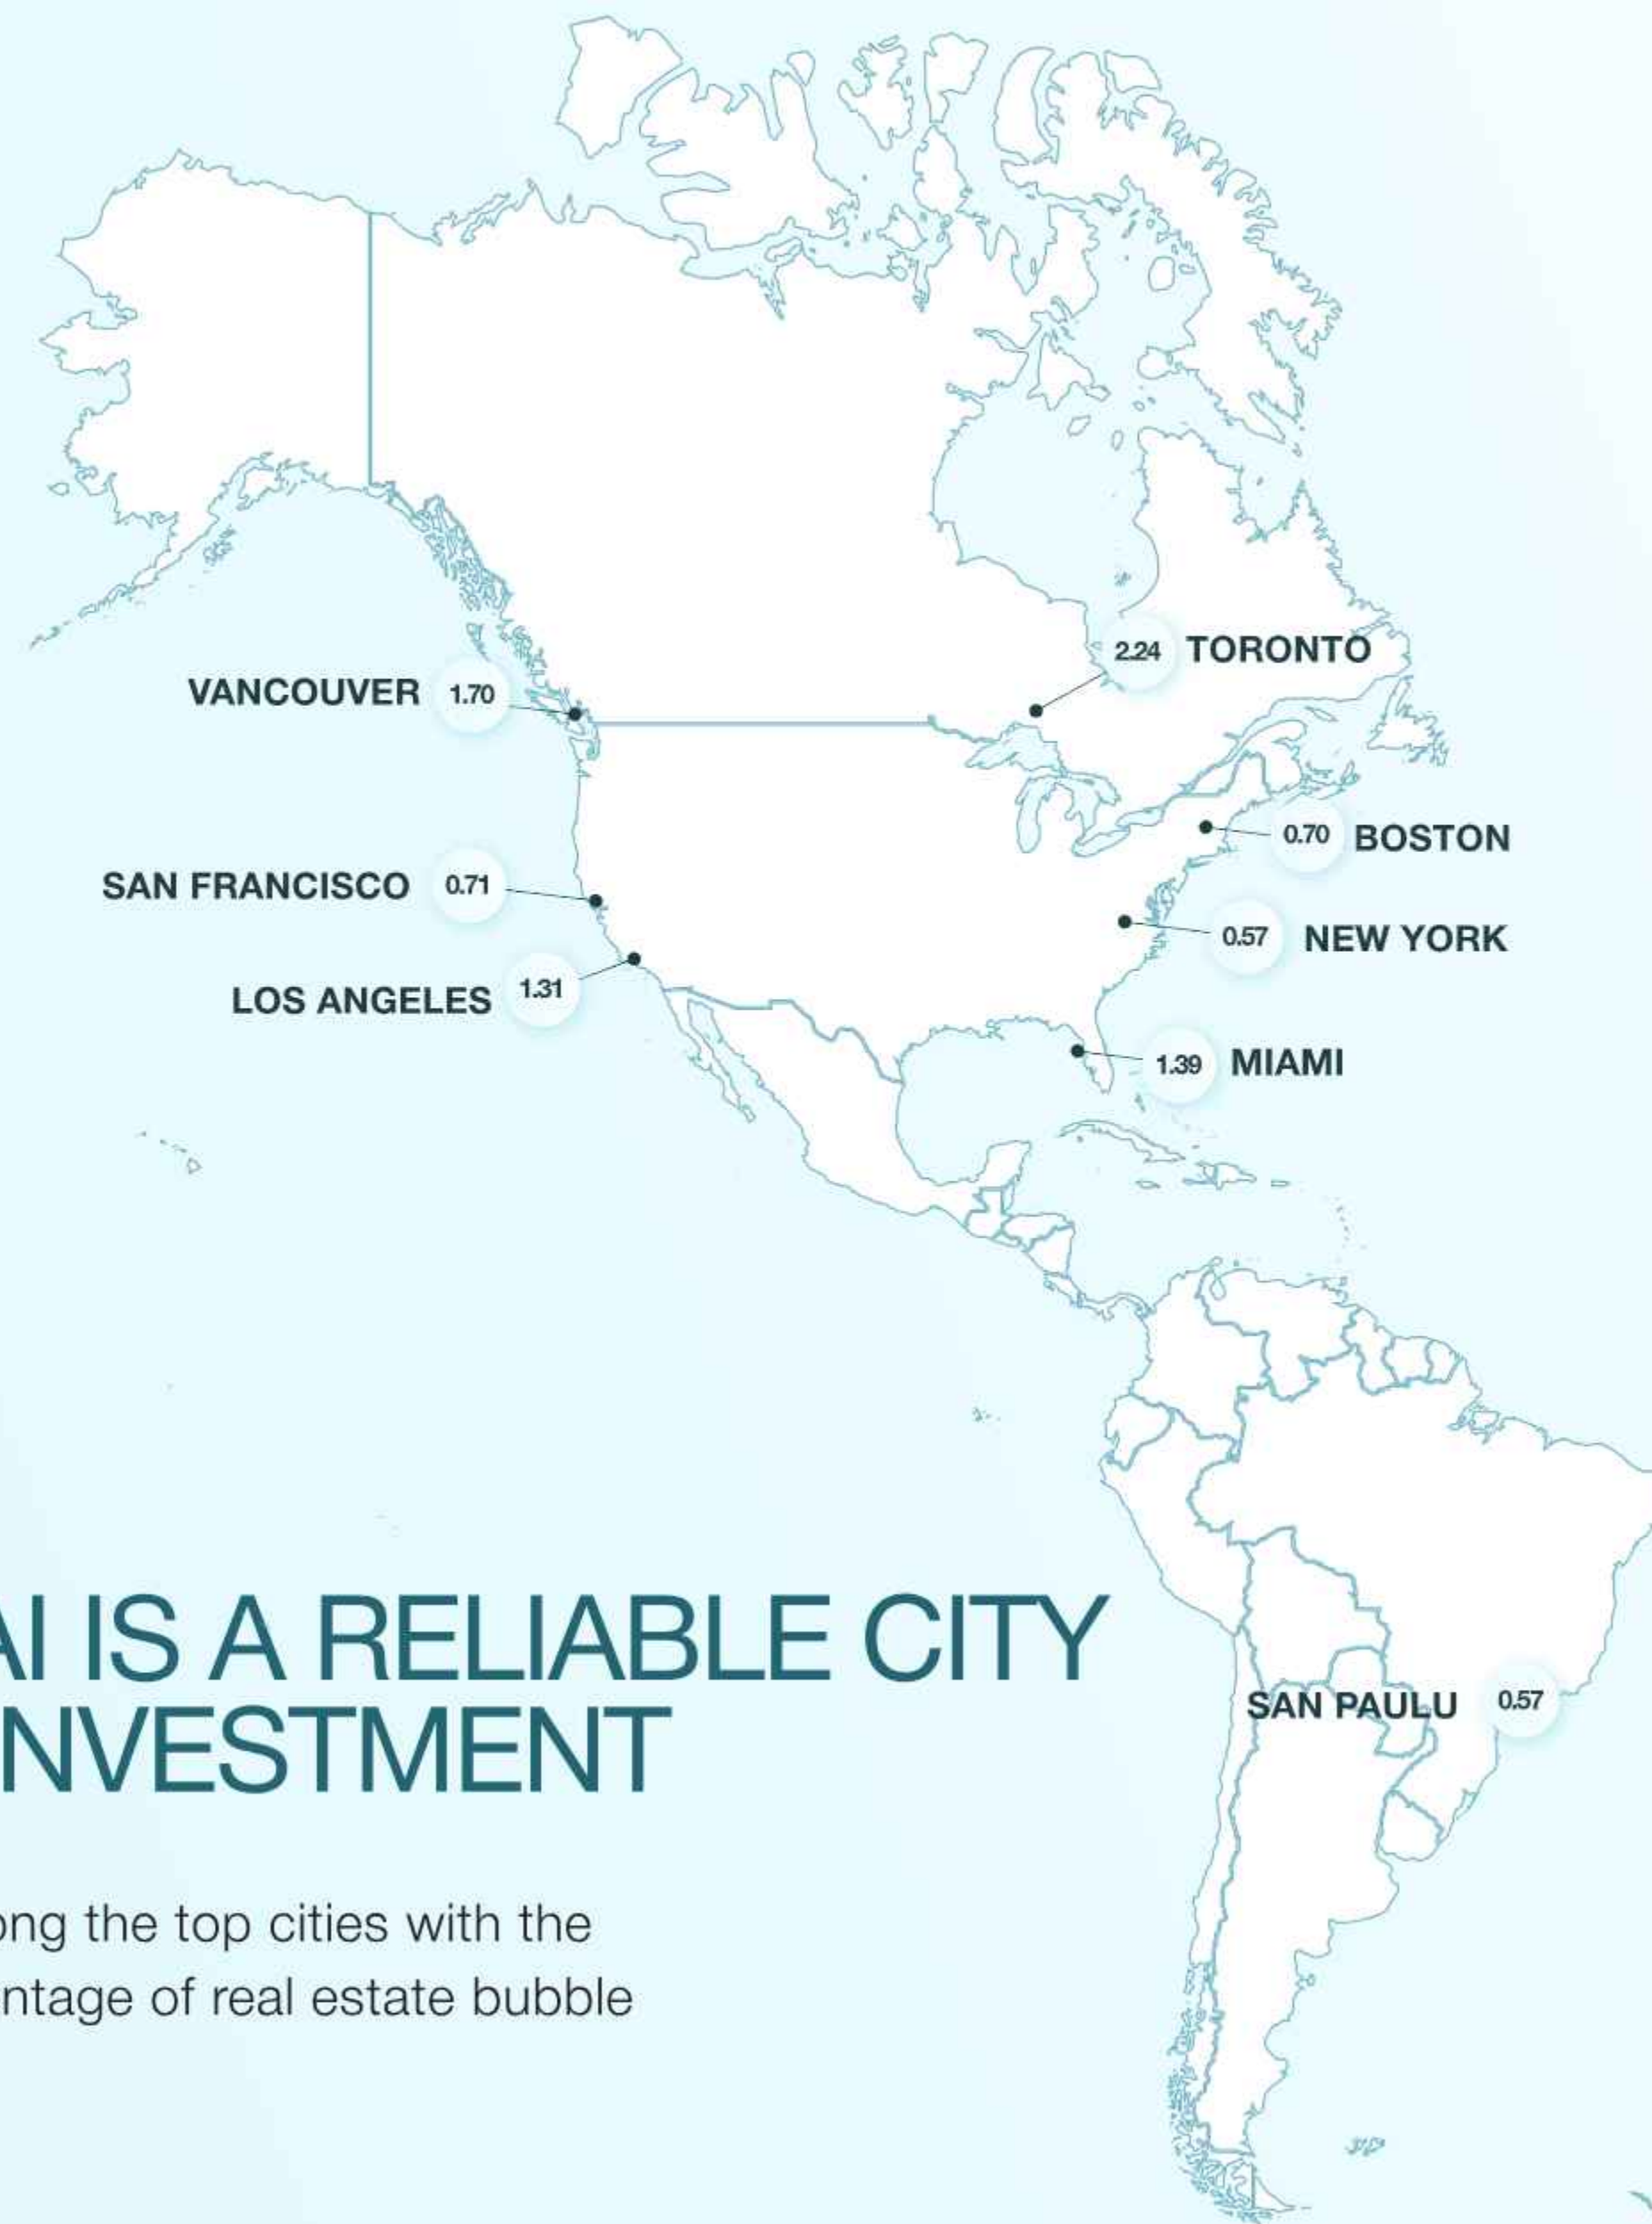 2.24 TORONTO
VANCOUVER 1.70
0.70 BOSTON
SAN FRANCISCO 0.71
0.57 NEW YORK
LOS ANGELES 1.31
1.39 MIAMI
AI IS A RELIABLE CITY
NVESTMENT
SAN PAULU 0.57
ong the top cities with the
ntage of real estate bubble